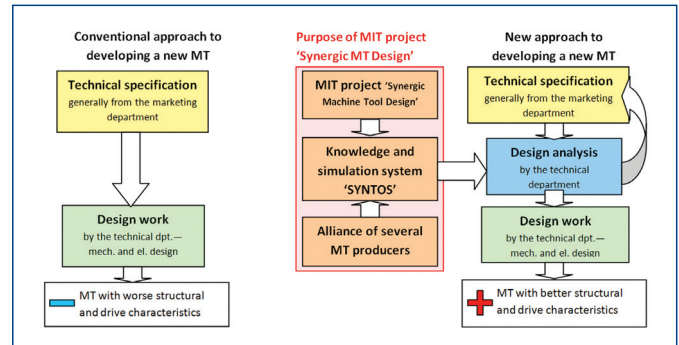 Conventional approach to
developing a new MT
Technical specification
generally from the marketing
department
Design work
by the technical dpt.—
mech. and el. design
MT with worse structural
and drive characteristics
Purpose of MIT project
‘Synergic MT Design’
MIT project ‘Synergic
Machine Tool Design’
Knowledge and
simulation system
‘SYNTOS’
Alliance of several
MT producers
New approach to
developing a new MT
Technical specification
generally from the marketing
department
Design analysis
by the technical
department
Design work
by the technical dpt.—
mech. and el. design
MT with better structural
and drive characteristics